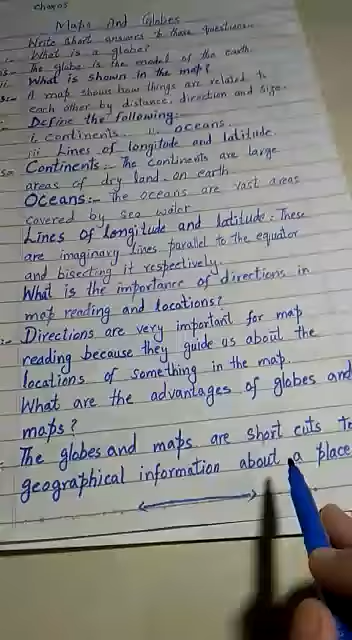 Maps And Globes
Write short answers to these questions.
What is a globe?
The globe is the model of the earth.
What is shown in the map?
A map shows how things are related to
each other by distance, direction and size.
Define the following:
i. Continents. ii. oceans.
iii Lines of longitude and latitude.
Continents:- The continents are large
areas of dry land on earth
Oceans:- The oceans are vast areas
covered by sea water
Lines of longitude and latitude: These
are imaginary lines parallel to the equator
and bisecting it respectively.
What is the importance of directions in
map reading and locations?
Directions are very important for map
reading because they guide us about the
locations of something in the map.
What are the advantages of globes and
maps?
The globes and maps are short cuts
geographical information about a place